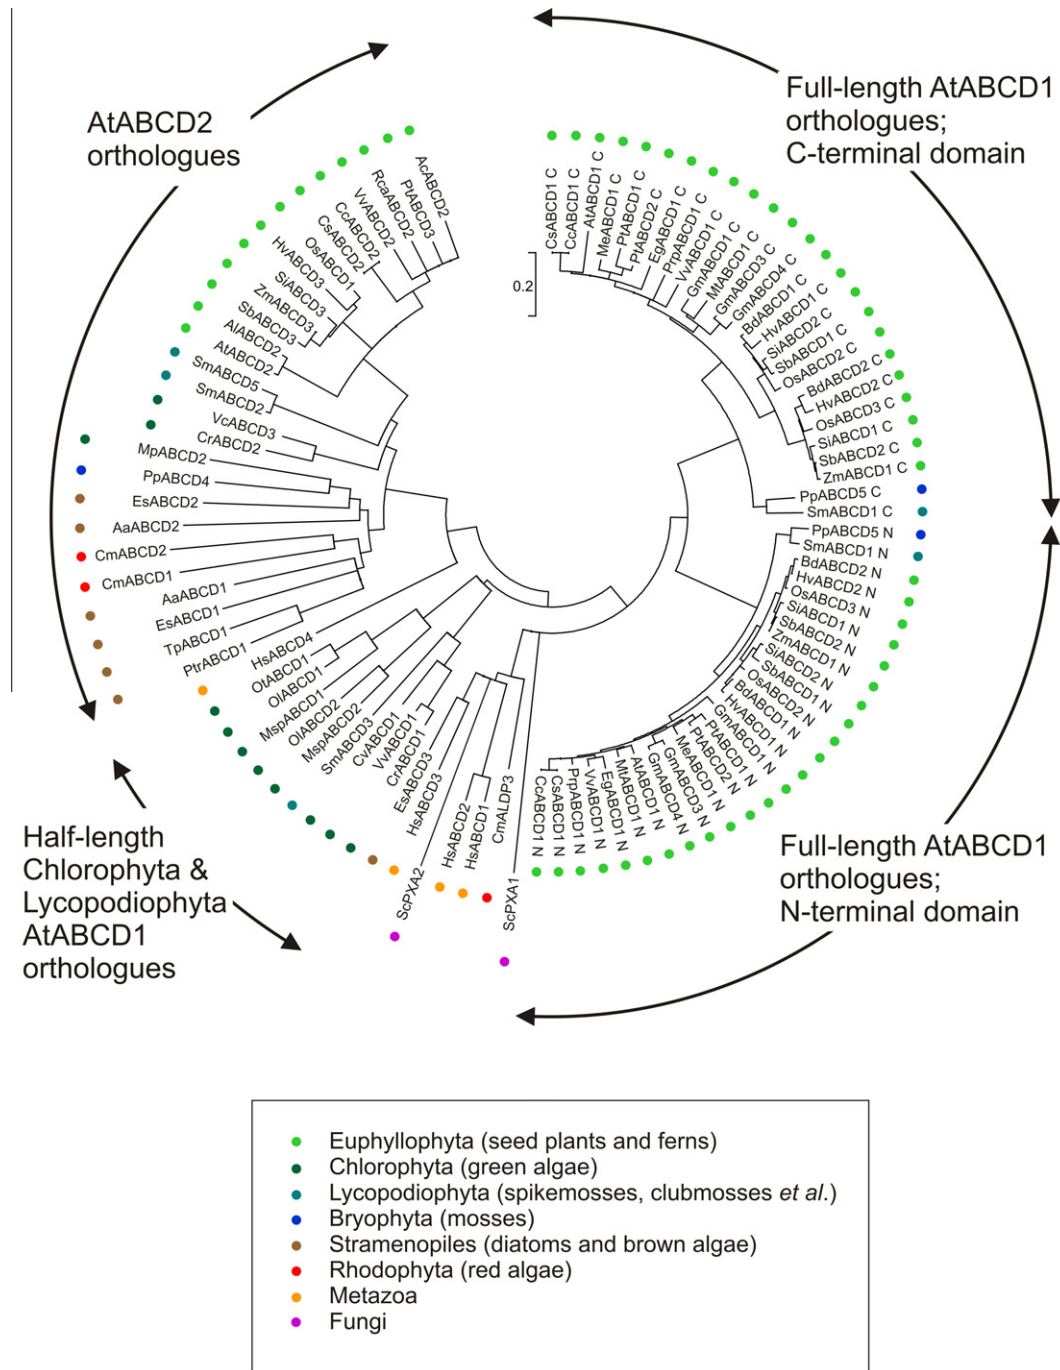 AtABCD2
orthologues
Full-length AtABCD1
orthologues;
C-terminal domain
0.2
AcABCD2
PtABCD3
RcaABCD2
VvABCD2
CcABCD2
CsABCD2
OsABCD1
HvABCD3
SiABCD3
ZmABCD3
SbABCD3
AlABCD2
AtABCD2
SmABCD5
SmABCD2
VcABCD3
CrABCD2
MpABCD2
PpABCD4
EsABCD2
AaABCD2
CmABCD2
CmABCD1
AaABCD1
EsABCD1
TpABCD1
PtrABCD1
HsABCD4
OtABCD1
OlABCD1
MspABCD1
OlABCD2
MspABCD2
SmABCD3
CvABCD1
VvABCD1
CrABCD1
EsABCD3
HsABCD3
ScPXA2
HsABCD2
HsABCD1
CmALDP3
ScPXA1
CsABCD1 C
CcABCD1 C
AtABCD1 C
MeABCD1 C
PtABCD1 C
PtABCD2 C
EgABCD1 C
PrpABCD1 C
VvABCD1 C
GmABCD1 C
MtABCD1 C
GmABCD3 C
GmABCD4 C
BdABCD1 C
HvABCD1 C
SiABCD2 C
SbABCD1 C
OsABCD2 C
BdABCD2 C
HvABCD2 C
OsABCD3 C
SiABCD1 C
SbABCD2 C
ZmABCD1 C
PpABCD5 C
SmABCD1 C
PpABCD5 N
SmABCD1 N
BdABCD2 N
HvABCD2 N
OsABCD3 N
SiABCD1 N
SbABCD2 N
ZmABCD1 N
SiABCD2 N
SbABCD1 N
OsABCD2 N
BdABCD1 N
HvABCD1 N
GmABCD1 N
PtABCD1 N
PtABCD2 N
MeABCD1 N
GmABCD3 N
GmABCD4 N
AtABCD1 N
MtABCD1 N
EgABCD1 N
VvABCD1 N
PrpABCD1 N
CsABCD1 N
CcABCD1 N
Half-length
Chlorophyta &
Lycopodiophyta
AtABCD1
orthologues
Full-length AtABCD1
orthologues;
N-terminal domain
Euphyllophyta (seed plants and ferns)
Chlorophyta (green algae)
Lycopodiophyta (spikemosses, clubmosses et al.)
Bryophyta (mosses)
Stramenopiles (diatoms and brown algae)
Rhodophyta (red algae)
Metazoa
Fungi